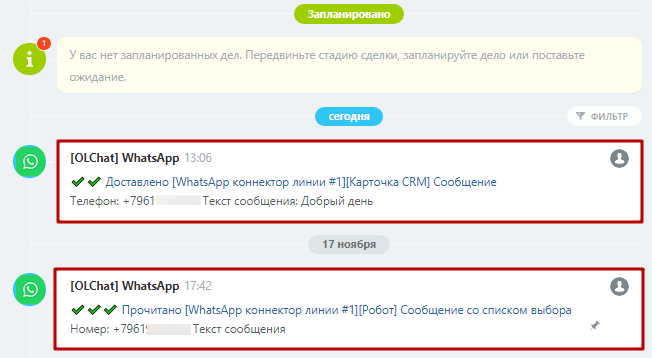 Запланировано
1
У вас нет запланированных дел. Передвиньте стадию сделки, запланируйте дело или поставьте
ожидание.
сегодня
ФИЛЬТР
[OLChat] WhatsApp 13:06
Доставлено [WhatsApp коннектор линии #1][Карточка CRM] Сообщение
Телефон: +7961 Текст сообщения: Добрый день
17 ноября
[OLChat] WhatsApp 17:42
Прочитано [WhatsApp коннектор линии #1][Робот] Сообщение со списком выбора
Номер: +7961 Текст сообщения